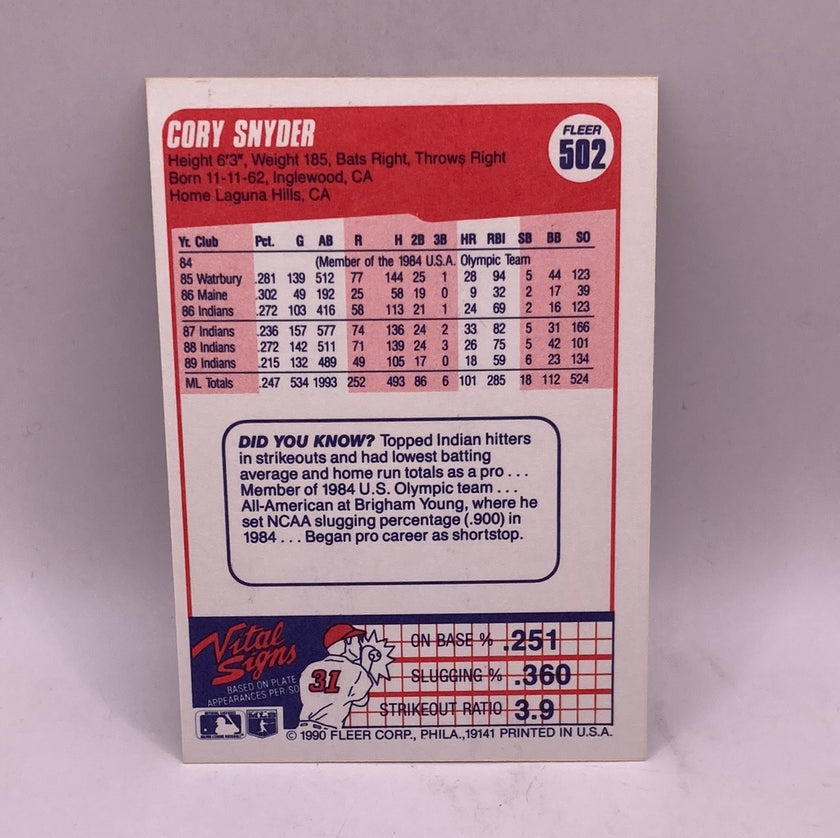 CORY SNYDER
FLEER
502
Height 6'3", Weight 185, Bats Right, Throws Right
Born 11-11-62, Inglewood, CA
Home Laguna Hills, CA
Yr. Club Pct. G AB R H 2B 3B HR RBI SB BB SO
84 (Member of the 1984 U.S.A. Olympic Team
85 Watrbury .281 139 512 77 144 25 1 28 94 5 44 123
86 Maine .302 49 192 25 58 19 0 9 32 2 17 39
86 Indians .272 103 416 58 113 21 1 24 69 2 16 123
87 Indians .236 157 577 74 136 24 2 33 82 5 31 166
88 Indians .272 142 511 71 139 24 3 26 75 5 42 101
89 Indians .215 132 489 49 105 17 0 18 59 6 23 134
ML Totals .247 534 1993 252 493 86 6 101 285 18 112 524
DID YOU KNOW? Topped Indian hitters
in strikeouts and had lowest batting
average and home run totals as a pro . . .
Member of 1984 U.S. Olympic team . . .
All-American at Brigham Young, where he
set NCAA slugging percentage (.900) in
1984 . . . Began pro career as shortstop.
Vital
Signs
BASED ON PLATE
APPEARANCES PER SO
31
ON BASE % .251
SLUGGING % .360
STRIKEOUT RATIO 3.9
© 1990 FLEER CORP., PHILA.,19141 PRINTED IN U.S.A.